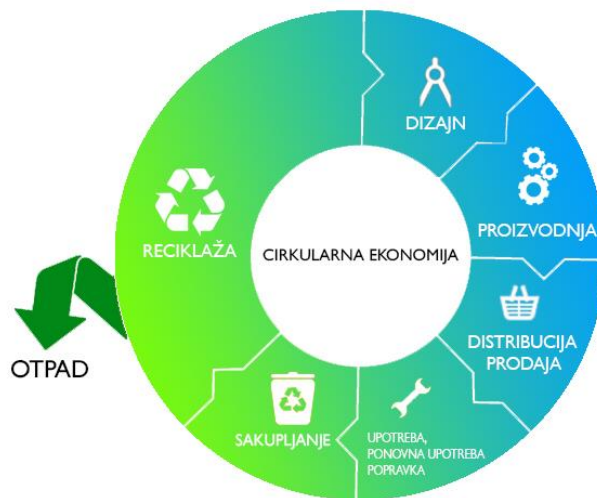 DIZAJN
PROIZVODNJA
DISTRIBUCIJA
PRODAJA
UPOTREBA,
PONOVNA UPOTREBA
POPRAVKA
SAKUPLJANJE
RECIKLAŽA
CIRKULARNA EKONOMIJA
OTPAD